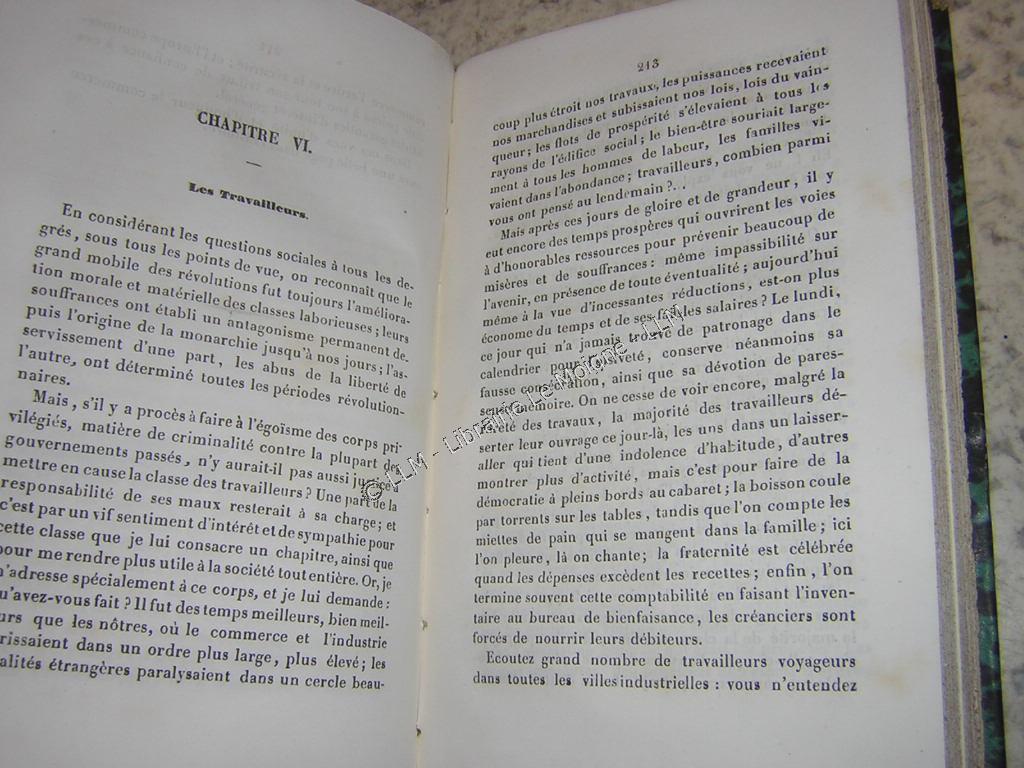 CHAPITRE VI.
Les Travailleurs.
En considérant les questions sociales à tous les de-
grés, sous tous les points de vue, on reconnaît que le
grand mobile des révolutions fut toujours l'améliora-
tion morale et matérielle des classes laborieuses; leurs
souffrances ont établi un antagonisme permanent de-
puis l'origine de la monarchie jusqu'à nos jours; l'as-
servissement d'une part, les abus de la liberté de
l'autre, ont déterminé toutes les périodes révolution-
naires.
Mais, s'il y a procès à faire à l'égoïsme des corps pri-
vilégiés, matière de criminalité contre la plupart des
gouvernements passés, n'y aurait-il pas aussi justice à
mettre en cause la classe des travailleurs? Une part de la
responsabilité de ses maux resterait à sa charge; et
c'est par un vif sentiment d'intérêt et de sympathie pour
cette classe que je lui consacre un chapitre, ainsi que
pour me rendre plus utile à la société tout entière. Or, je
m'adresse spécialement à ce corps, et je lui demande:
u'avez-vous fait? Il fut des temps meilleurs, bien meil-
urs que les nôtres, où le commerce et l'industrie
rissaient dans un ordre plus large, plus élevé; les
alités étrangères paralysaient dans un cercle beau-
213
coup plus étroit nos travaux, les puissances recevaient
nos marchandises et subissaient nos lois, lois du vain-
queur; les flots de prospérité s'élevaient à tous les
rayons de l'édifice social; le bien-être souriait large-
ment à tous les hommes de labeur, les familles vi-
vaient dans l'abondance; travailleurs, combien parmi
vous ont pensé au lendemain?...
Mais après ces jours de gloire et de grandeur, il y
eut encore des temps prospères qui ouvrirent les voies
à d'honorables ressources pour prévenir beaucoup de
misères et de souffrances: même impassibilité sur
l'avenir, en présence de toute éventualité; aujourd'hui
même à la vue d'incessantes réductions, est-on plus
économe du temps et de ses faibles salaires? Le lundi,
ce jour qui n'a jamais trouvé de patronage dans le
calendrier pour l'oisiveté, conserve néanmoins sa
fausse consécration, ainsi que sa dévotion de pares-
seuse mémoire. On ne cesse de voir encore, malgré la
rareté des travaux, la majorité des travailleurs dé-
serter leur ouvrage ce jour-là, les uns dans un laisser-
aller qui tient d'une indolence d'habitude, d'autres
montrer plus d'activité, mais c'est pour faire de la
démocratie à pleins bords au cabaret; la boisson coule
par torrents sur les tables, tandis que l'on compte les
miettes de pain qui se mangent dans la famille; ici
l'on pleure, là on chante; la fraternité est célébrée
quand les dépenses excèdent les recettes; enfin, l'on
termine souvent cette comptabilité en faisant l'inven-
taire au bureau de bienfaisance, les créanciers sont
forcés de nourrir leurs débiteurs.
Ecoutez grand nombre de travailleurs voyageurs
dans toutes les villes industrielles: vous n'entendez
© LLM - Librairie Le Moigne - LLM